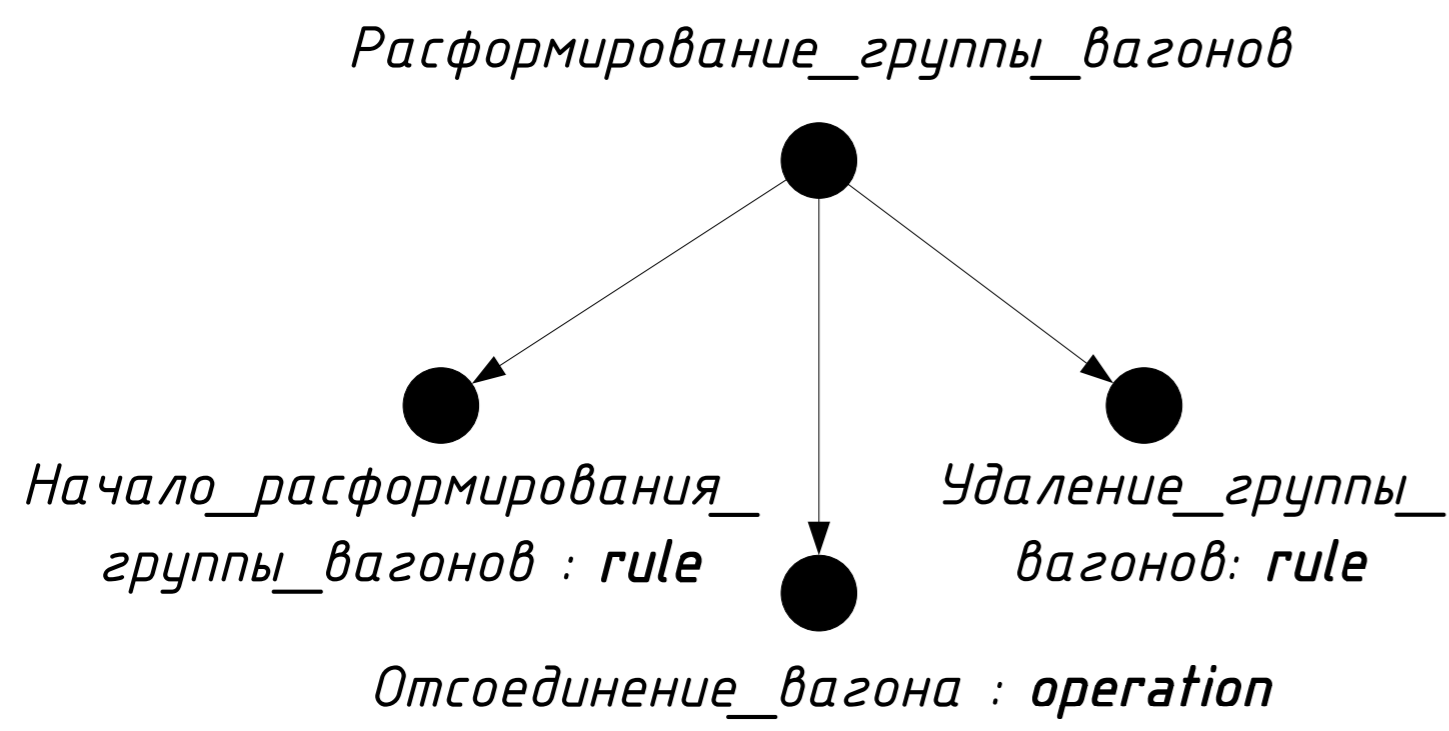 Расформирование_группы_вагонов
Начало_расформирования_
группы_вагонов : rule
Удаление_группы_
вагонов: rule
Отсоединение_вагона : operation